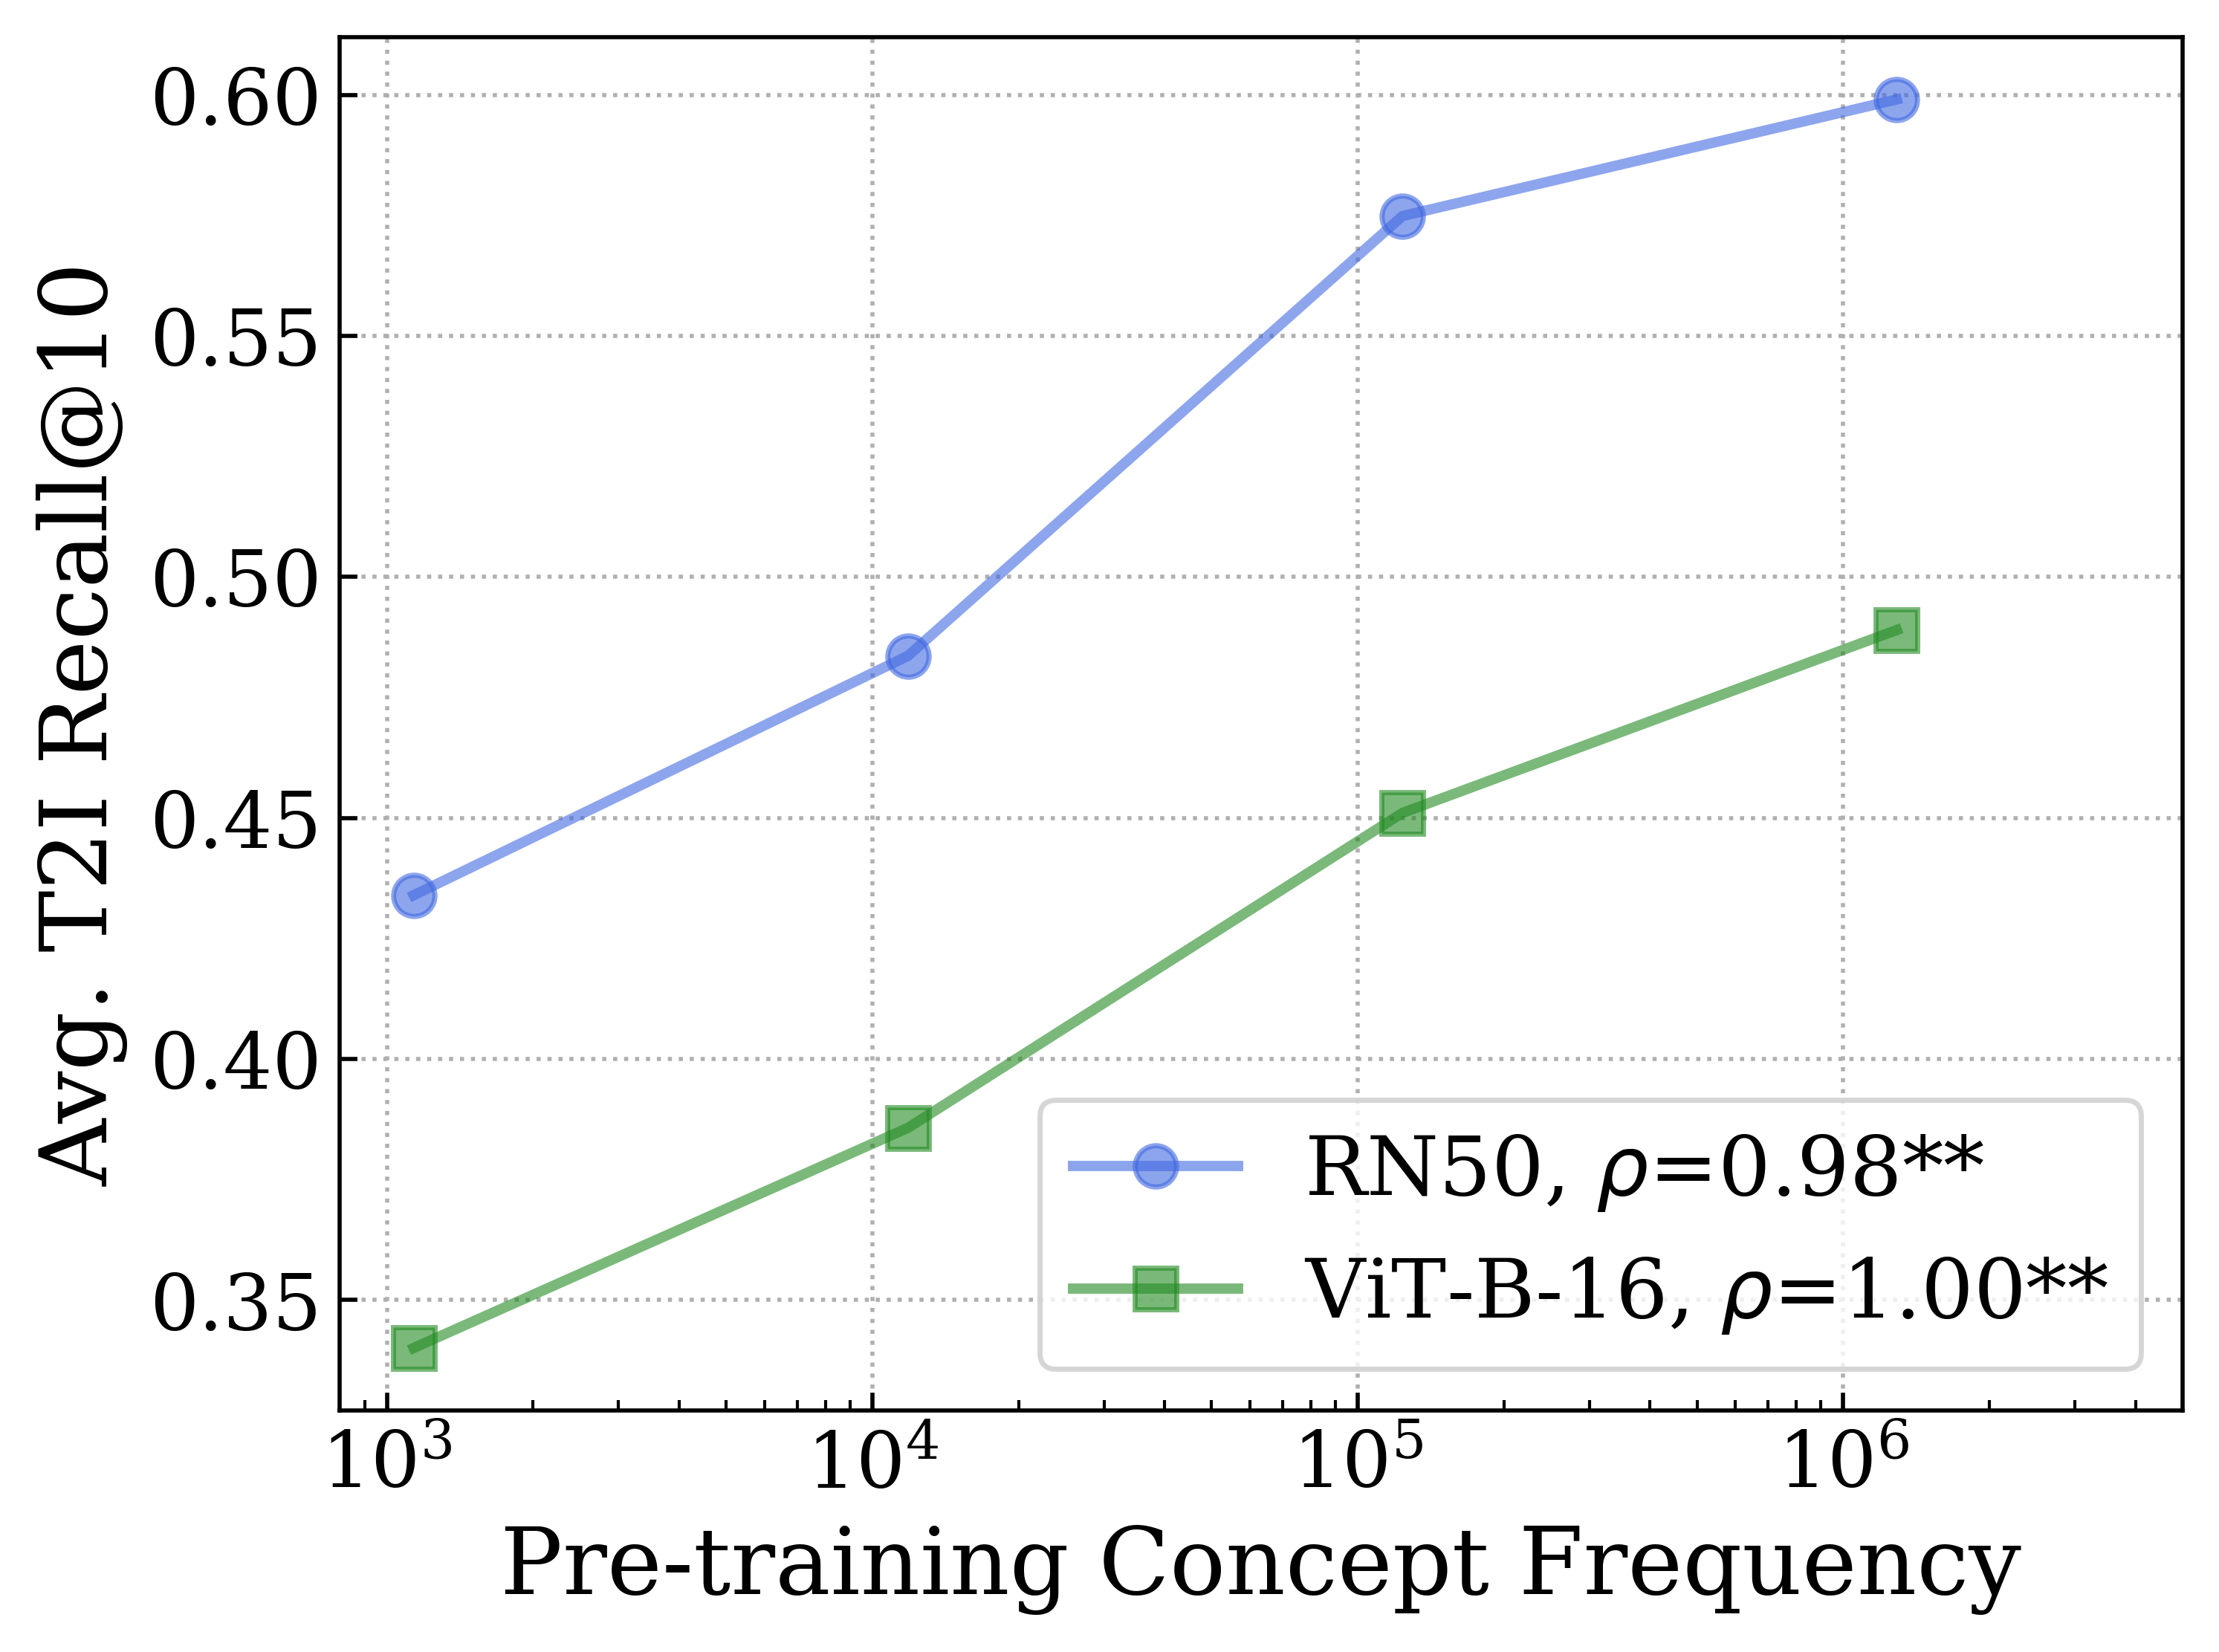 0.60
0.55
0.50
0.45
0.40
0.35
Avg. T2I Recall@10
RN50, ρ=0.98**
ViT-B-16, ρ=1.00**
10³
10⁴
10⁵
10⁶
Pre-training Concept Frequency